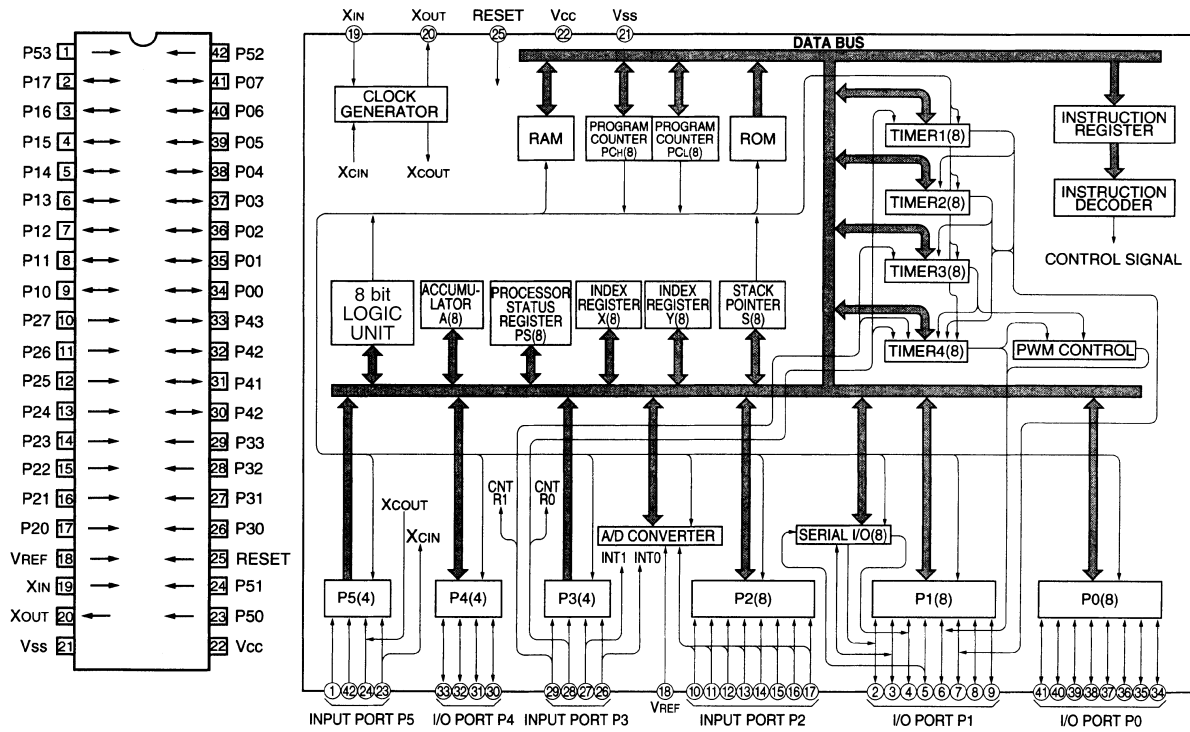 P53 1 42 P52
P17 2 41 P07
P16 3 40 P06
P15 4 39 P05
P14 5 38 P04
P13 6 37 P03
P12 7 36 P02
P11 8 35 P01
P10 9 34 P00
P27 10 33 P43
P26 11 32 P42
P25 12 31 P41
P24 13 30 P42
P23 14 29 P33
P22 15 28 P32
P21 16 27 P31
P20 17 26 P30
VREF 18 25 RESET
XIN 19 24 P51
XOUT 20 23 P50
Vss 21 22 Vcc
XIN XOUT RESET Vcc Vss
19 20 25 22 21
DATA BUS
CLOCK
GENERATOR
XCIN XCOUT
RAM
PROGRAM
COUNTER
PCH(8)
PROGRAM
COUNTER
PCL(8)
ROM
TIMER1(8)
TIMER2(8)
TIMER3(8)
TIMER4(8)
INSTRUCTION
REGISTER
INSTRUCTION
DECODER
CONTROL SIGNAL
PWM CONTROL
8 bit
LOGIC
UNIT
ACCUMU-
LATOR
A(8)
PROCESSOR
STATUS
REGISTER
PS(8)
INDEX
REGISTER
X(8)
INDEX
REGISTER
Y(8)
STACK
POINTER
S(8)
XCOUT
XCIN
CNT
R1
CNT
R0
A/D CONVERTER
INT1 INT0
SERIAL I/O(8)
P5(4) P4(4) P3(4) P2(8) P1(8) P0(8)
1 42 24 23 33 32 31 30 29 28 27 26 18 10 11 12 13 14 15 16 17 2 3 4 5 6 7 8 9 41 40 39 38 37 36 35 34
VREF
INPUT PORT P5 I/O PORT P4 INPUT PORT P3 INPUT PORT P2 I/O PORT P1 I/O PORT P0